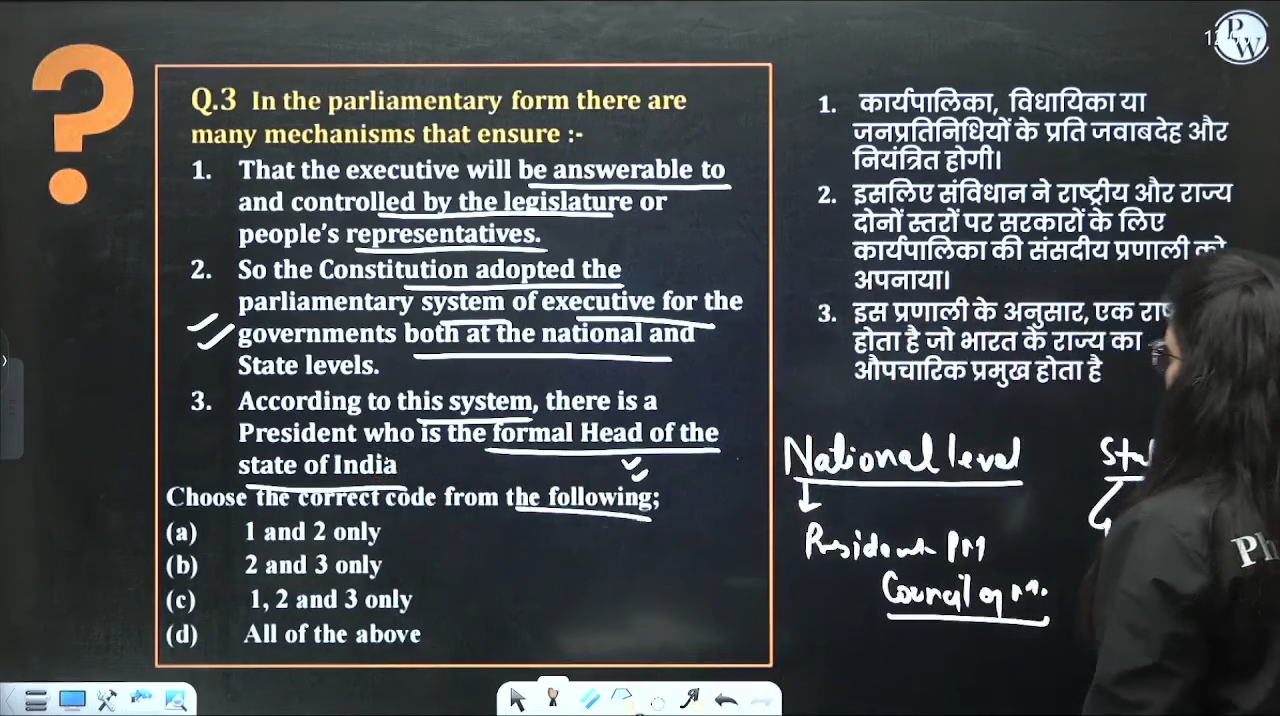 PW
Q.3 In the parliamentary form there are
many mechanisms that ensure :-
1. That the executive will be answerable to
and controlled by the legislature or
people's representatives.
2. So the Constitution adopted the
parliamentary system of executive for the
governments both at the national and
State levels.
3. According to this system, there is a
President who is the formal Head of the
state of India
Choose the correct code from the following;
(a) 1 and 2 only
(b) 2 and 3 only
(c) 1, 2 and 3 only
(d) All of the above
1. कार्यपालिका, विधायिका या
जनप्रतिनिधियों के प्रति जवाबदेह और
नियंत्रित होगी।
2. इसलिए संविधान ने राष्ट्रीय और राज्य
दोनों स्तरों पर सरकारों के लिए
कार्यपालिका की संसदीय प्रणाली को
अपनाया।
3. इस प्रणाली के अनुसार, एक
होता है जो भारत के राज्य का
औपचारिक प्रमुख होता है
National level
President PM
Council of M.
Ph